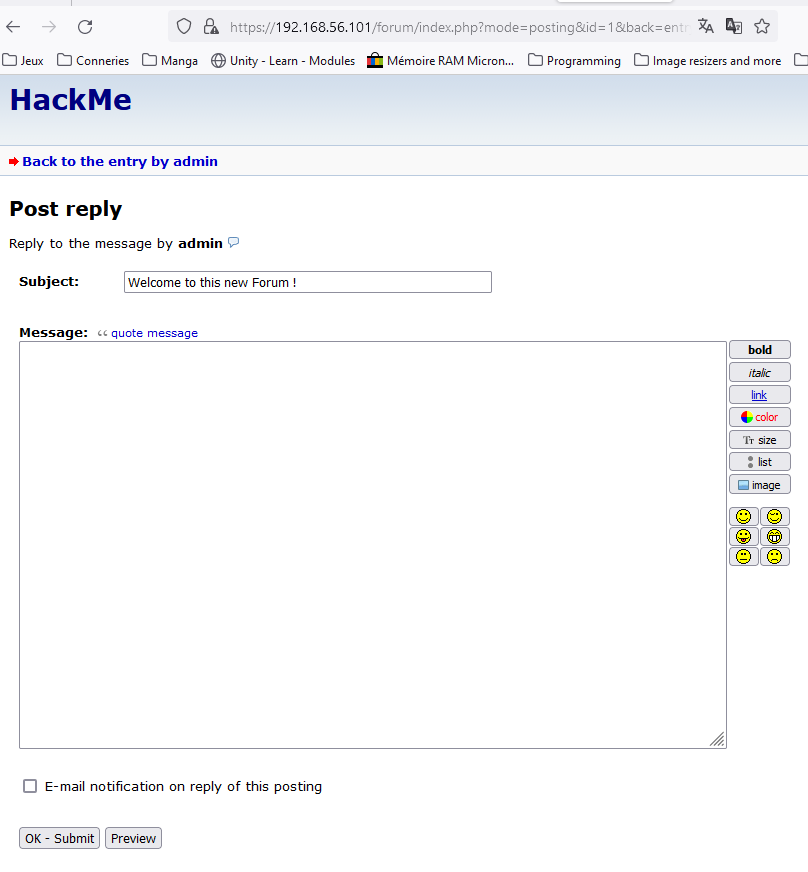 https://192.168.56.101/forum/index.php?mode=posting&id=1&back=entr
Jeux Conneries Manga Unity - Learn - Modules Mémoire RAM Micron... Programming Image resizers and more
HackMe
Back to the entry by admin
Post reply
Reply to the message by admin
Subject: Welcome to this new Forum !
Message: quote message
bold
italic
link
color
Tт size
list
image
E-mail notification on reply of this posting
OK - Submit Preview